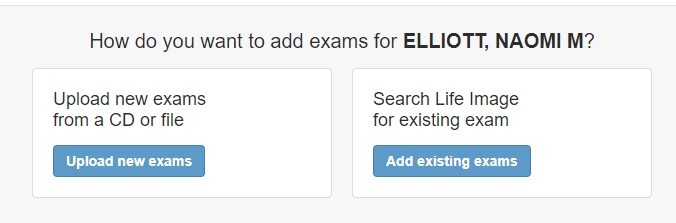 How do you want to add exams for ELLIOTT, NAOMI M?
Upload new exams
from a CD or file
Upload new exams
Search Life Image
for existing exam
Add existing exams